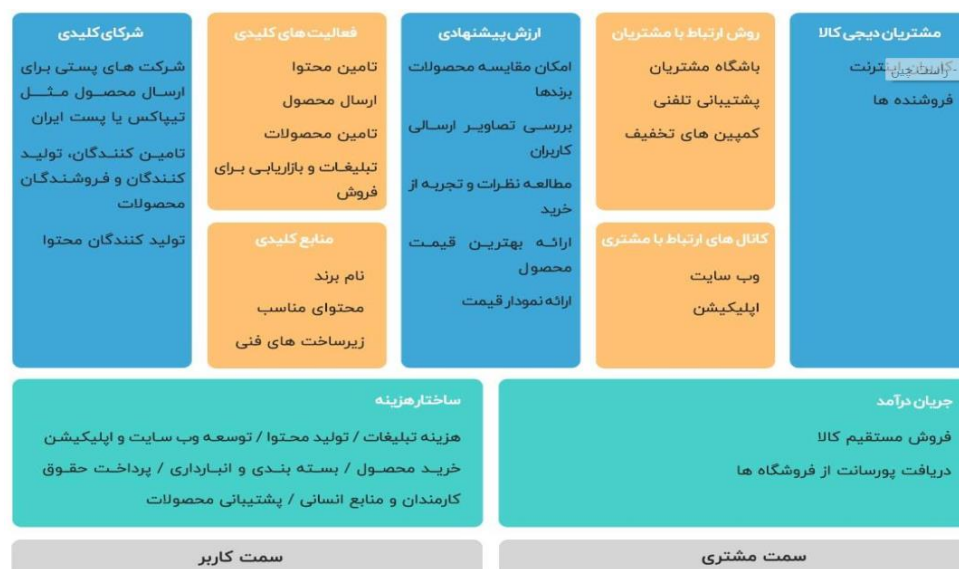 مشتریان دیجی کالا
راست چین
فروشنده ها
روش ارتباط با مشتریان
باشگاه مشتریان
پشتیبانی تلفنی
کمپین های تخفیف
کانال های ارتباط با مشتری
وب سایت
اپلیکیشن
ارزش پیشنهادی
امکان مقایسه محصولات
برندها
بررسی تصاویر ارسالی
کاربران
مطالعه نظرات و تجربه از
خرید
ارائه بهترین قیمت
محصول
ارائه نمودار قیمت
فعالیت های کلیدی
تامین محتوا
ارسال محصول
تامین محصولات
تبلیغات و بازاریابی برای
فروش
منابع کلیدی
نام برند
محتوای مناسب
زیرساخت های فنی
شرکای کلیدی
شرکت های پستی برای
ارسال محصول مثل
تیپاکس یا پست ایران
تامین کنندگان، تولید
کنندگان و فروشندگان
محصولات
تولید کنندگان محتوا
جریان درآمد
فروش مستقیم کالا
دریافت پورسانت از فروشگاه ها
ساختار هزینه
هزینه تبلیغات / تولید محتوا / توسعه وب سایت و اپلیکیشن
خرید محصول / بسته بندی و انبارداری / پرداخت حقوق
کارمندان و منابع انسانی / پشتیبانی محصولات
سمت مشتری
سمت کاربر